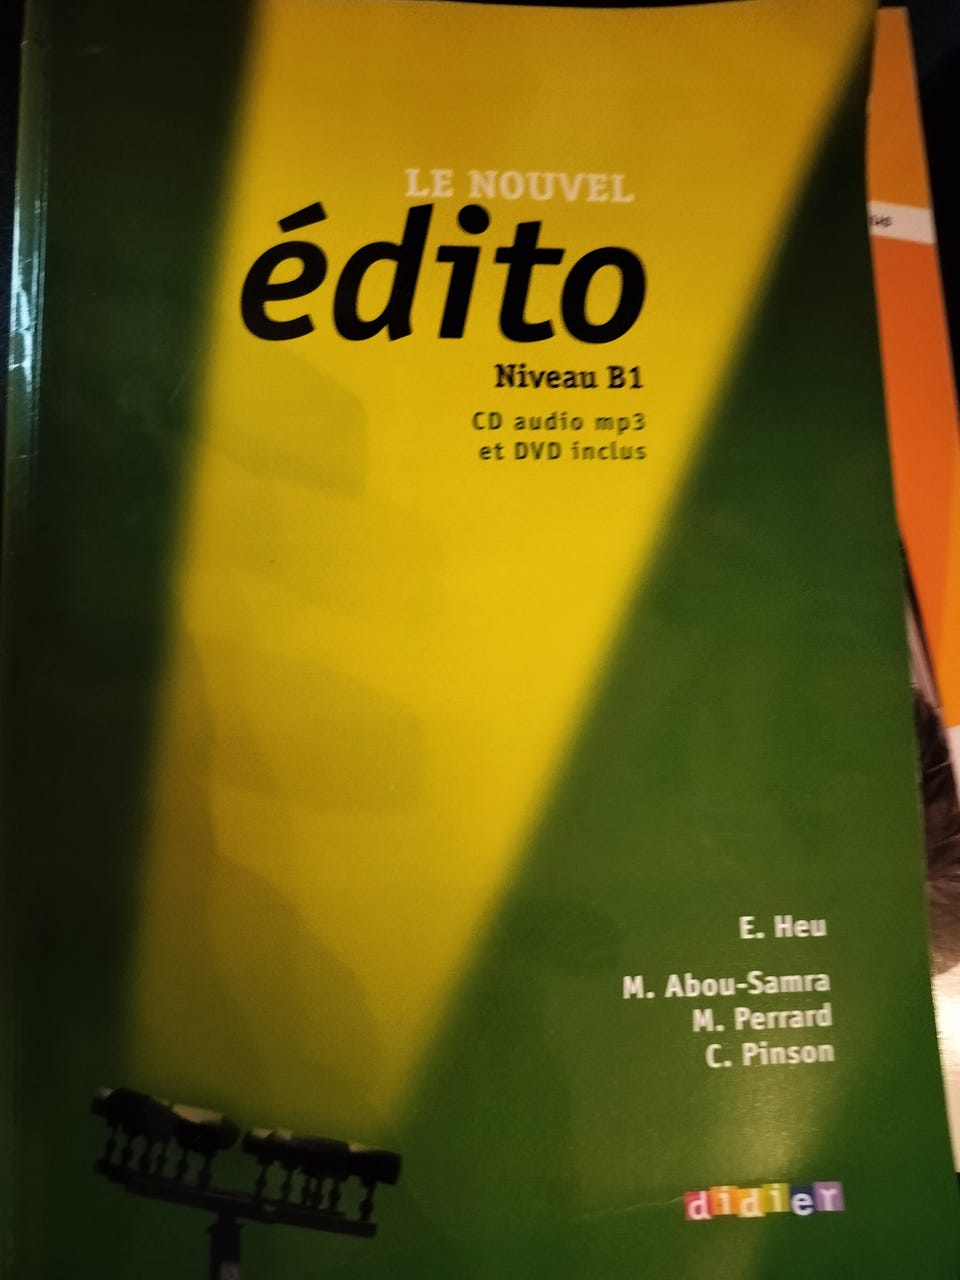 LE NOUVEL
édito
Niveau B1
CD audio mp3
et DVD inclus
E. Heu
M. Abou-Samra
M. Perrard
C. Pinson
didier